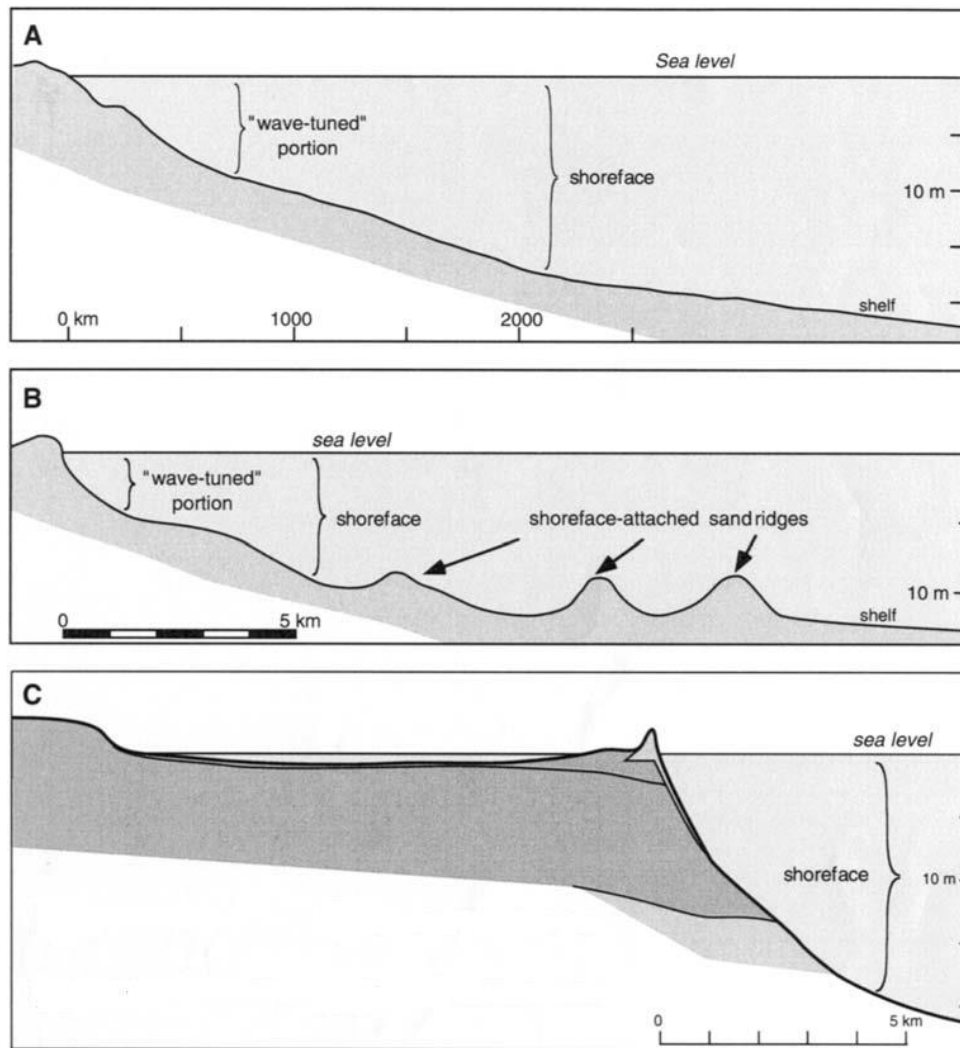 A
Sea level
"wave-tuned"
portion
shoreface
10 m
shelf
0 km 1000 2000
B
sea level
"wave-tuned"
portion
shoreface
shoreface-attached sand ridges
10 m
shelf
0 5 km
C
sea level
shoreface
10 m
0 5 km